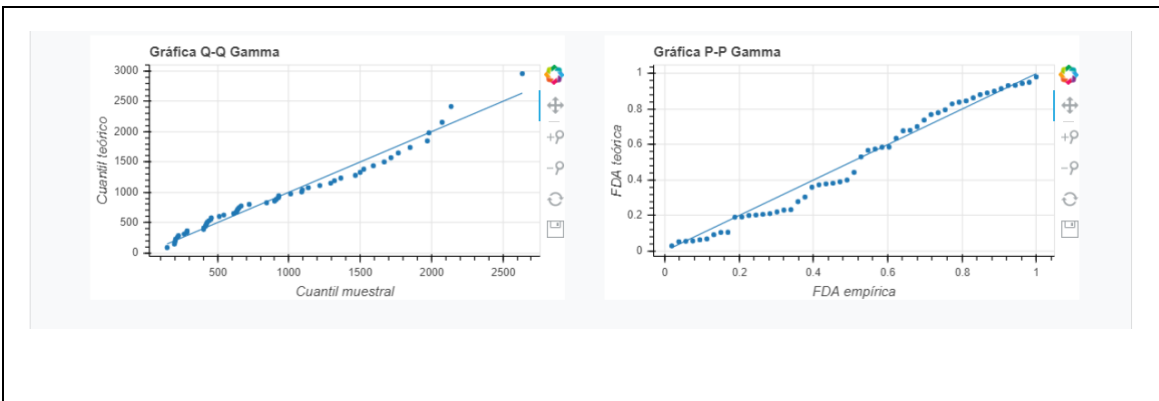 Gráfica Q-Q Gamma
3000
2500
2000
1500
1000
500
0
Cuantil teórico
500 1000 1500 2000 2500
Cuantil muestral
Gráfica P-P Gamma
1
0.8
0.6
0.4
0.2
0
FDA teórica
0 0.2 0.4 0.6 0.8 1
FDA empírica